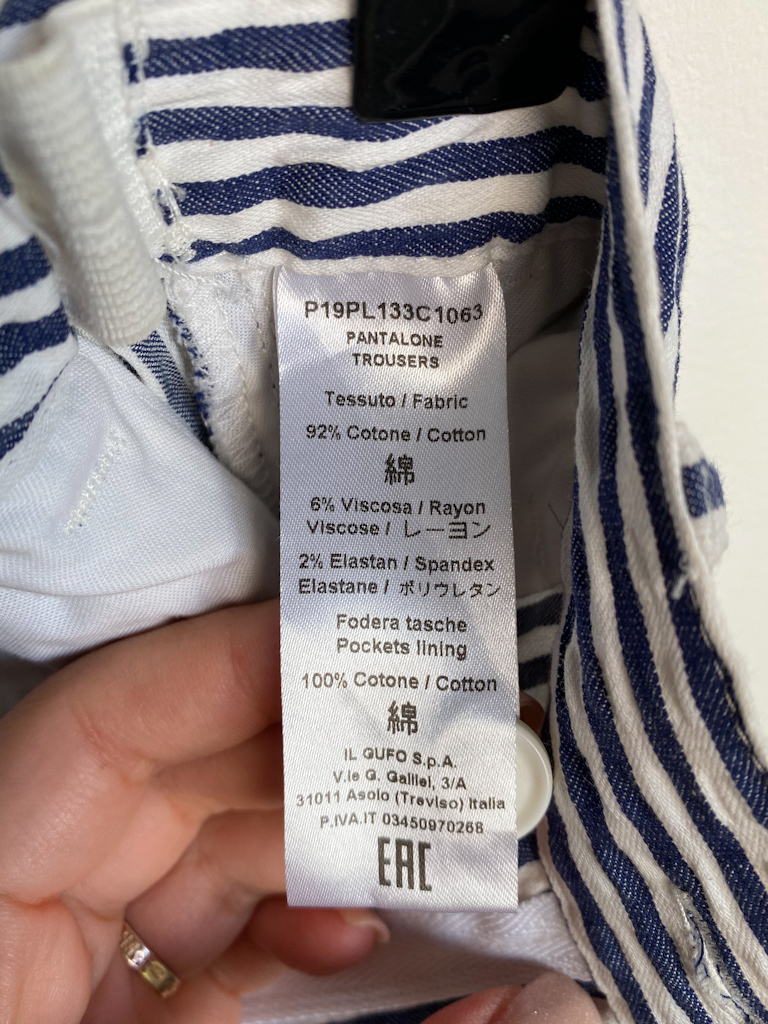 P19PL133C1063
PANTALONE
TROUSERS
Tessuto / Fabric
92% Cotone / Cotton
綿
6% Viscosa / Rayon
Viscose / レーヨン
2% Elastan / Spandex
Elastane / ポリウレタン
Fodera tasche
Pockets lining
100% Cotone / Cotton
綿
IL GUFO S.p.A.
V.le G. Galilei, 3/A
31011 Asolo (Treviso) Italia
P.IVA.IT 03450970268
EAC